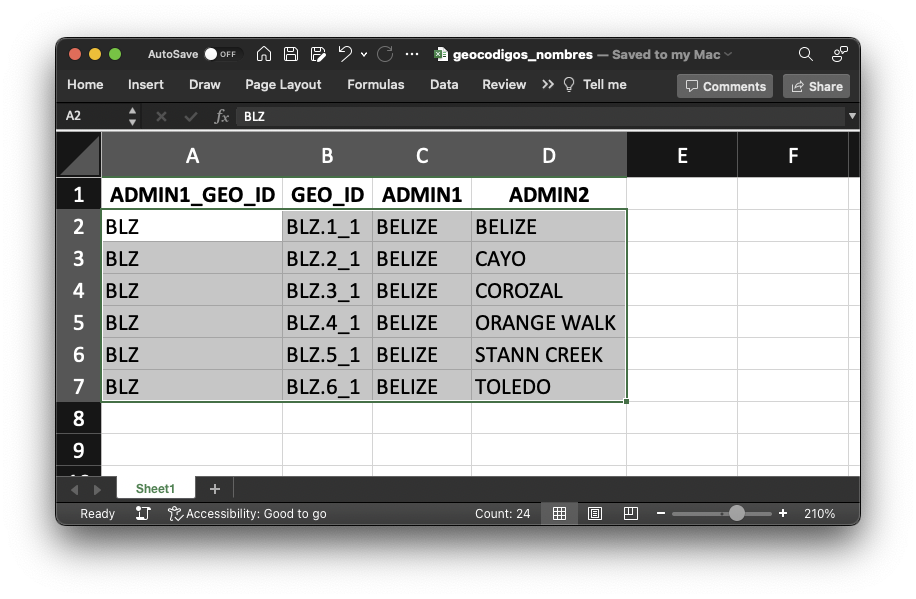 AutoSave OFF geocodigos_nombres — Saved to my Mac
Home Insert Draw Page Layout Formulas Data Review Tell me Comments Share
A2 fx BLZ
A B C D E F
1 ADMIN1_GEO_ID GEO_ID ADMIN1 ADMIN2
2 BLZ BLZ.1_1 BELIZE BELIZE
3 BLZ BLZ.2_1 BELIZE CAYO
4 BLZ BLZ.3_1 BELIZE COROZAL
5 BLZ BLZ.4_1 BELIZE ORANGE WALK
6 BLZ BLZ.5_1 BELIZE STANN CREEK
7 BLZ BLZ.6_1 BELIZE TOLEDO
8
9
Sheet1
Ready Accessibility: Good to go Count: 24 210%